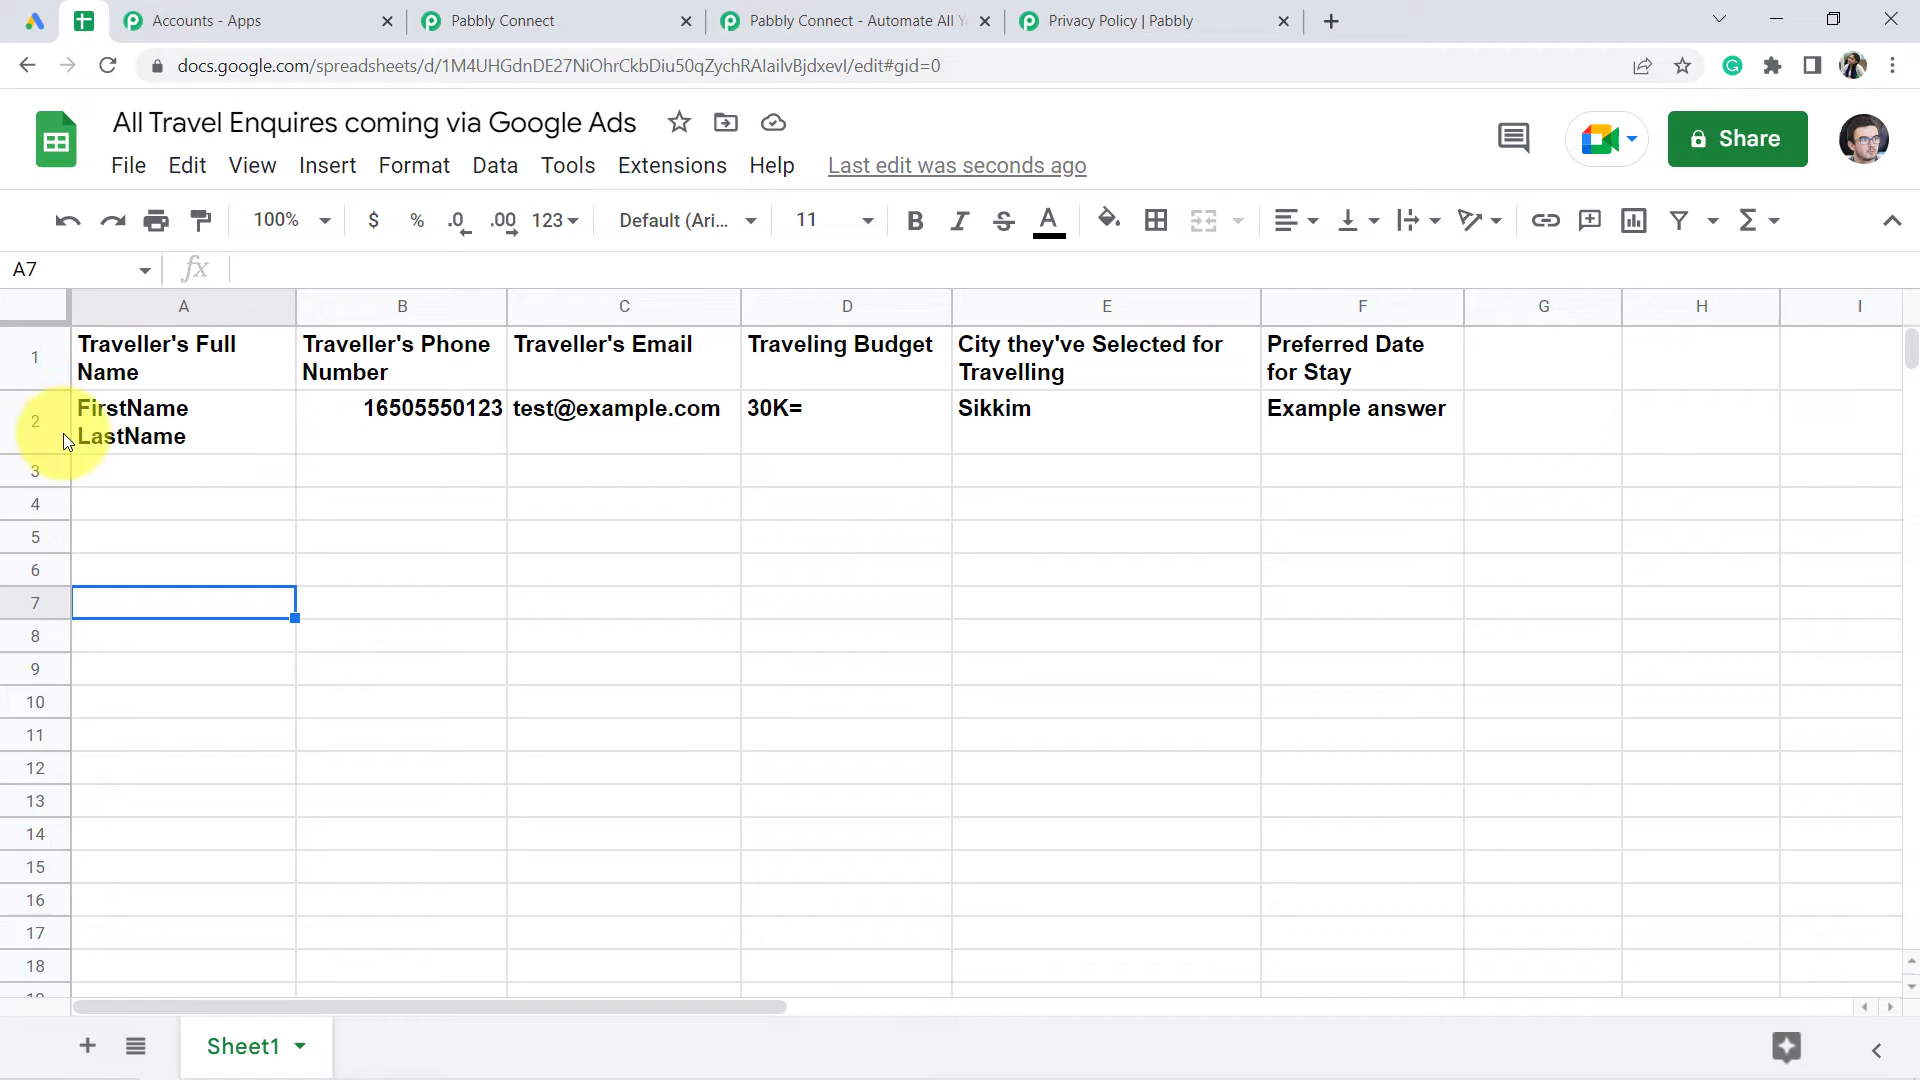 Accounts - Apps
Pabbly Connect
Pabbly Connect - Automate All Y
Privacy Policy | Pabbly
docs.google.com/spreadsheets/d/1M4UHGdnDE27NiOhrCkbDiu50qZychRAIailvBjdxevI/edit#gid=0
All Travel Enquires coming via Google Ads
File Edit View Insert Format Data Tools Extensions Help Last edit was seconds ago
Share
100% $ % .0 .00 123 Default (Ari... 11 B I S A
A7 fx
A B C D E F G H I
1 Traveller's Full Name Traveller's Phone Number Traveller's Email Traveling Budget City they've Selected for Travelling Preferred Date for Stay
2 FirstName LastName 16505550123 test@example.com 30K= Sikkim Example answer
3
4
5
6
7
8
9
10
11
12
13
14
15
16
17
18
Sheet1